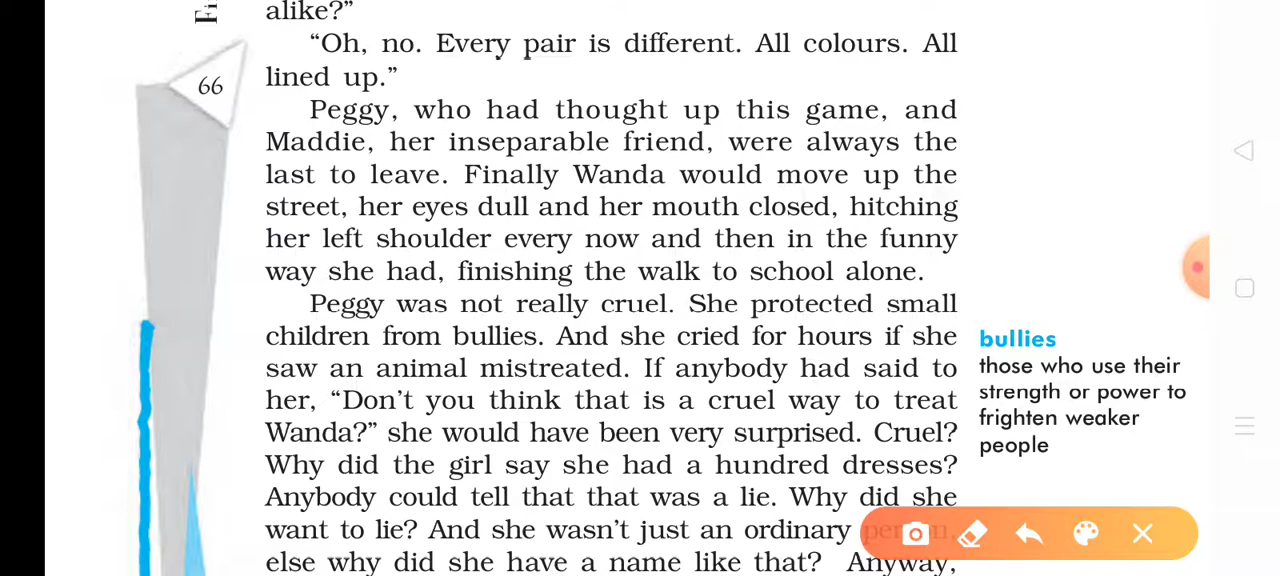 alike?”
“Oh, no. Every pair is different. All colours. All
lined up.”
66
Peggy, who had thought up this game, and
Maddie, her inseparable friend, were always the
last to leave. Finally Wanda would move up the
street, her eyes dull and her mouth closed, hitching
her left shoulder every now and then in the funny
way she had, finishing the walk to school alone.
Peggy was not really cruel. She protected small
children from bullies. And she cried for hours if she
saw an animal mistreated. If anybody had said to
her, “Don’t you think that is a cruel way to treat
Wanda?” she would have been very surprised. Cruel?
Why did the girl say she had a hundred dresses?
Anybody could tell that that was a lie. Why did she
want to lie? And she wasn’t just an ordinary
else why did she have a name like that? Anyway,
bullies
those who use their
strength or power to
frighten weaker
people